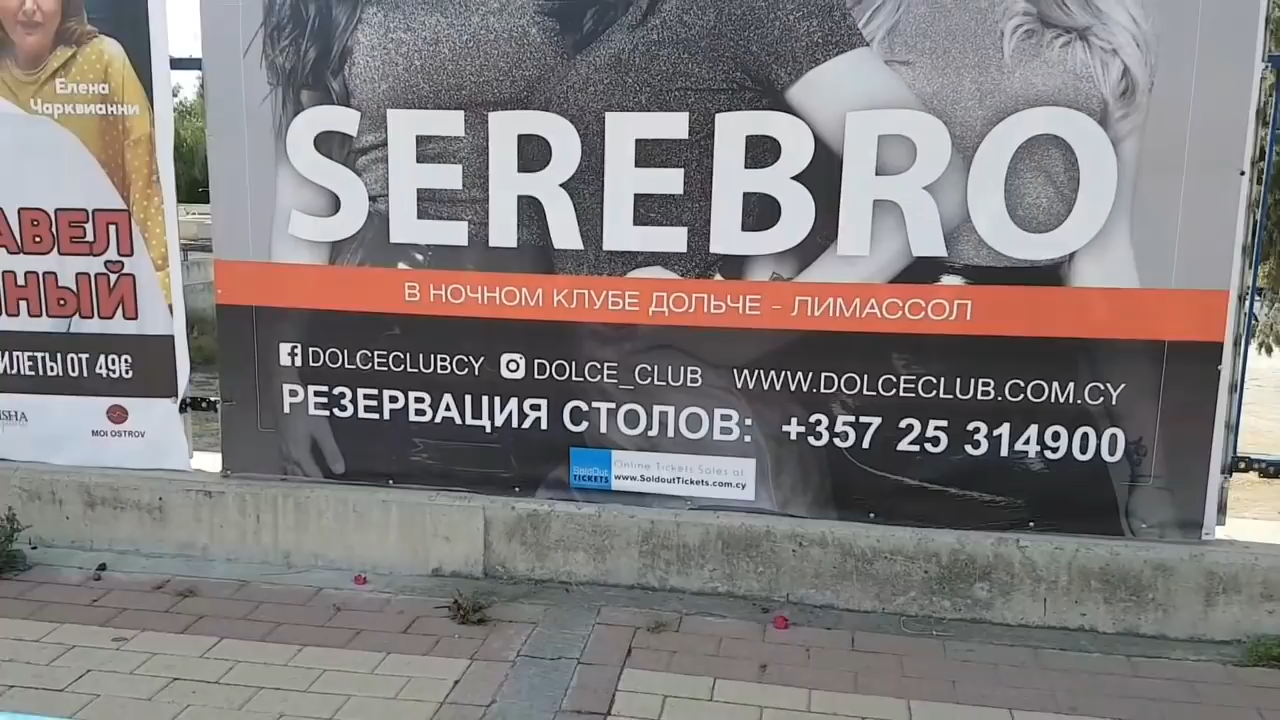 Елена
Чарквианни
АВЕЛ
НЫЙ
ИЛЕТЫ ОТ 49€
MOI OSTROV
SEREBRO
В НОЧНОМ КЛУБЕ ДОЛЬЧЕ - ЛИМАССОЛ
DOLCECLUBCY DOLCE_CLUB WWW.DOLCECLUB.COM.CY
РЕЗЕРВАЦИЯ СТОЛОВ: +357 25 314900
SoldOut Online Tickets Sales at
TICKETS www.SoldoutTickets.com.cy